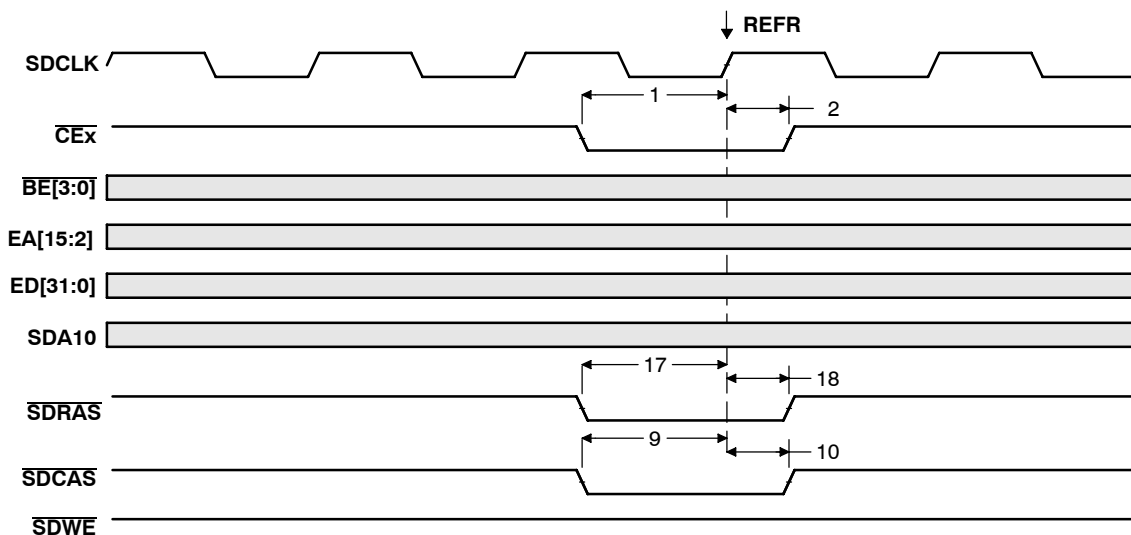 REFR
SDCLK
1
2
CEx
BE[3:0]
EA[15:2]
ED[31:0]
SDA10
17
18
SDRAS
9
10
SDCAS
SDWE